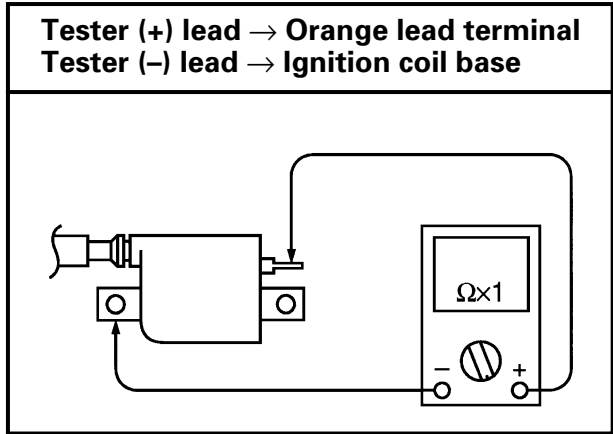 Tester (+) lead → Orange lead terminal
Tester (–) lead → Ignition coil base
Ω×1
– +